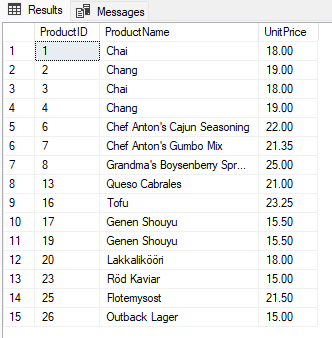 Results Messages
ProductID ProductName UnitPrice
1 1 Chai 18.00
2 2 Chang 19.00
3 3 Chai 18.00
4 4 Chang 19.00
5 6 Chef Anton's Cajun Seasoning 22.00
6 7 Chef Anton's Gumbo Mix 21.35
7 8 Grandma's Boysenberry Spr... 25.00
8 13 Queso Cabrales 21.00
9 16 Tofu 23.25
10 17 Genen Shouyu 15.50
11 19 Genen Shouyu 15.50
12 20 Lakkalikööri 18.00
13 23 Röd Kaviar 15.00
14 25 Flotemysost 21.50
15 26 Outback Lager 15.00